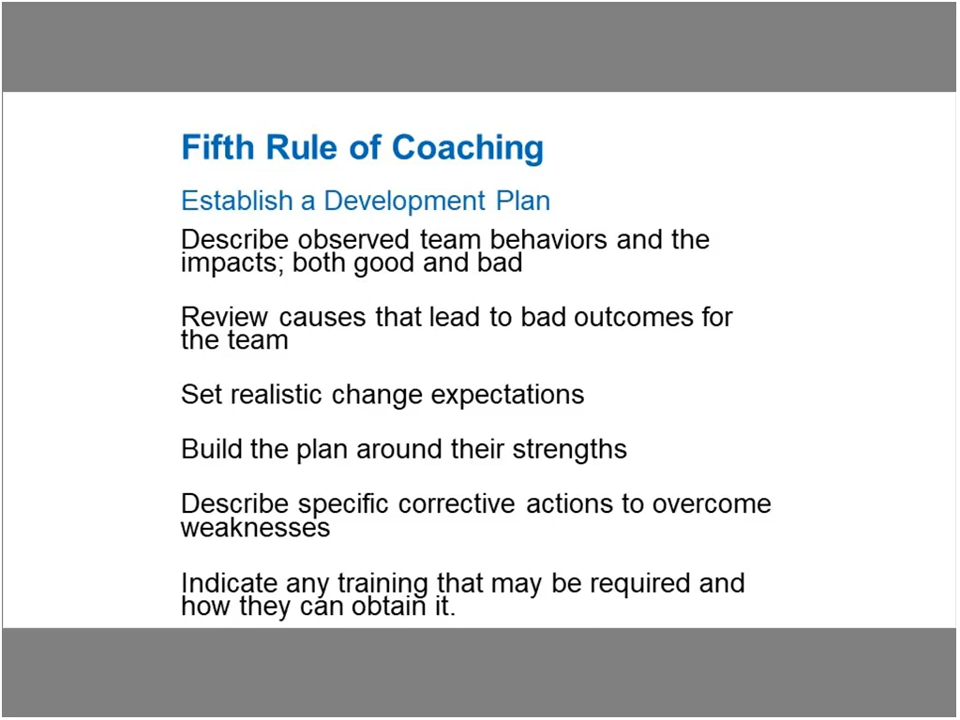 Fifth Rule of Coaching
Establish a Development Plan
Describe observed team behaviors and the
impacts; both good and bad
Review causes that lead to bad outcomes for
the team
Set realistic change expectations
Build the plan around their strengths
Describe specific corrective actions to overcome
weaknesses
Indicate any training that may be required and
how they can obtain it.